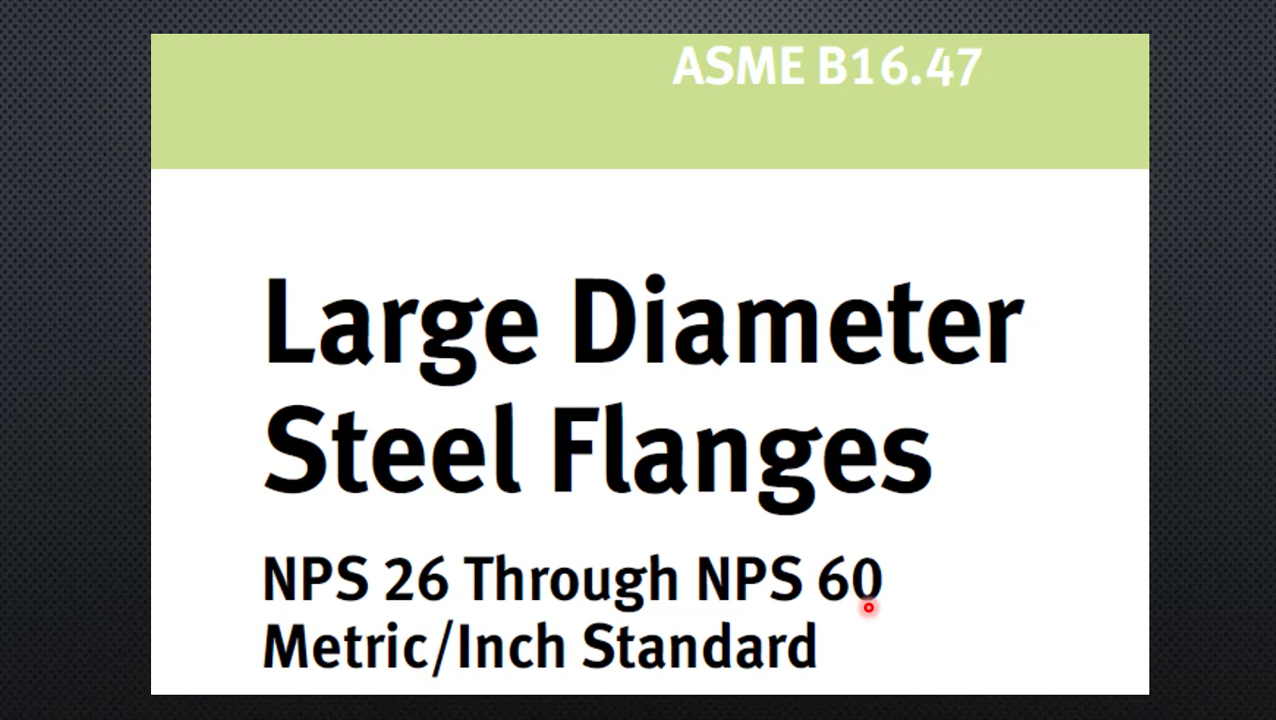 ASME B16.47
Large Diameter
Steel Flanges
NPS 26 Through NPS 60
Metric/Inch Standard